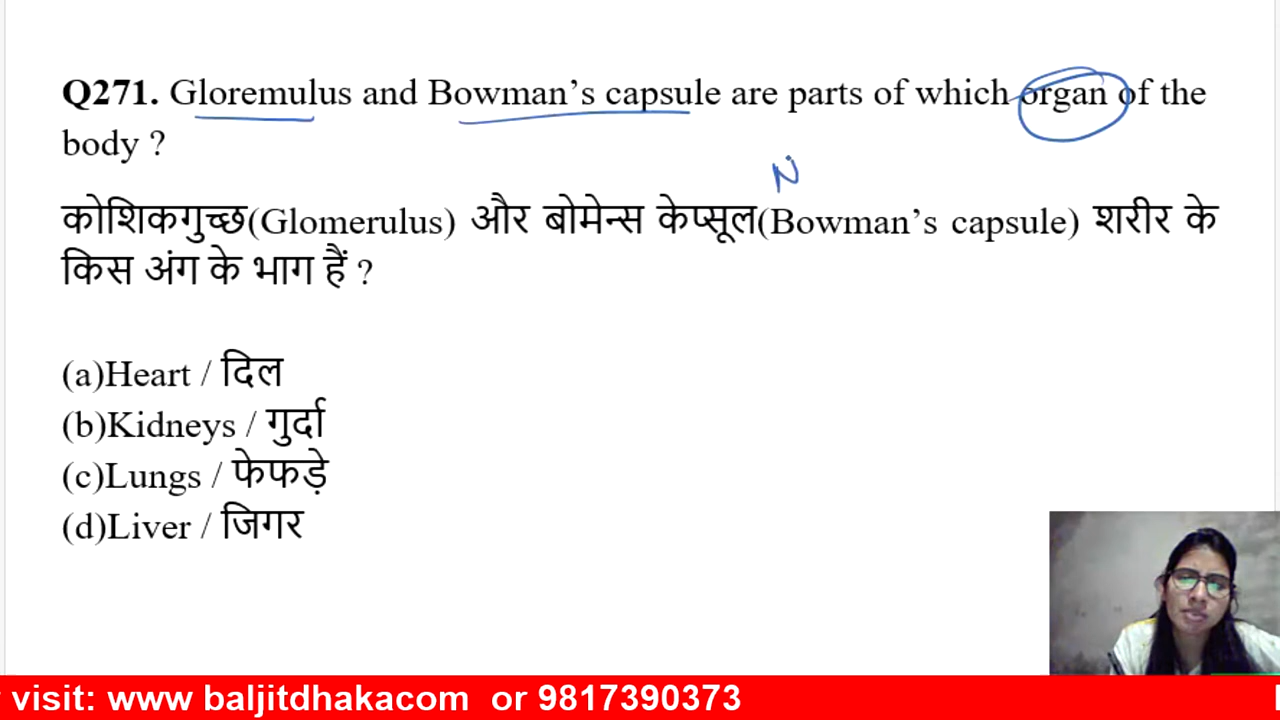 Q271. Gloremulus and Bowman's capsule are parts of which organ of the
body ?
N
कोशिकगुच्छ(Glomerulus) और बोमेन्स केप्सूल(Bowman's capsule) शरीर के
किस अंग के भाग हैं ?
(a)Heart / दिल
(b)Kidneys / गुर्दा
(c)Lungs / फेफड़े
(d)Liver / जिगर
visit: www baljitdhakacom or 9817390373